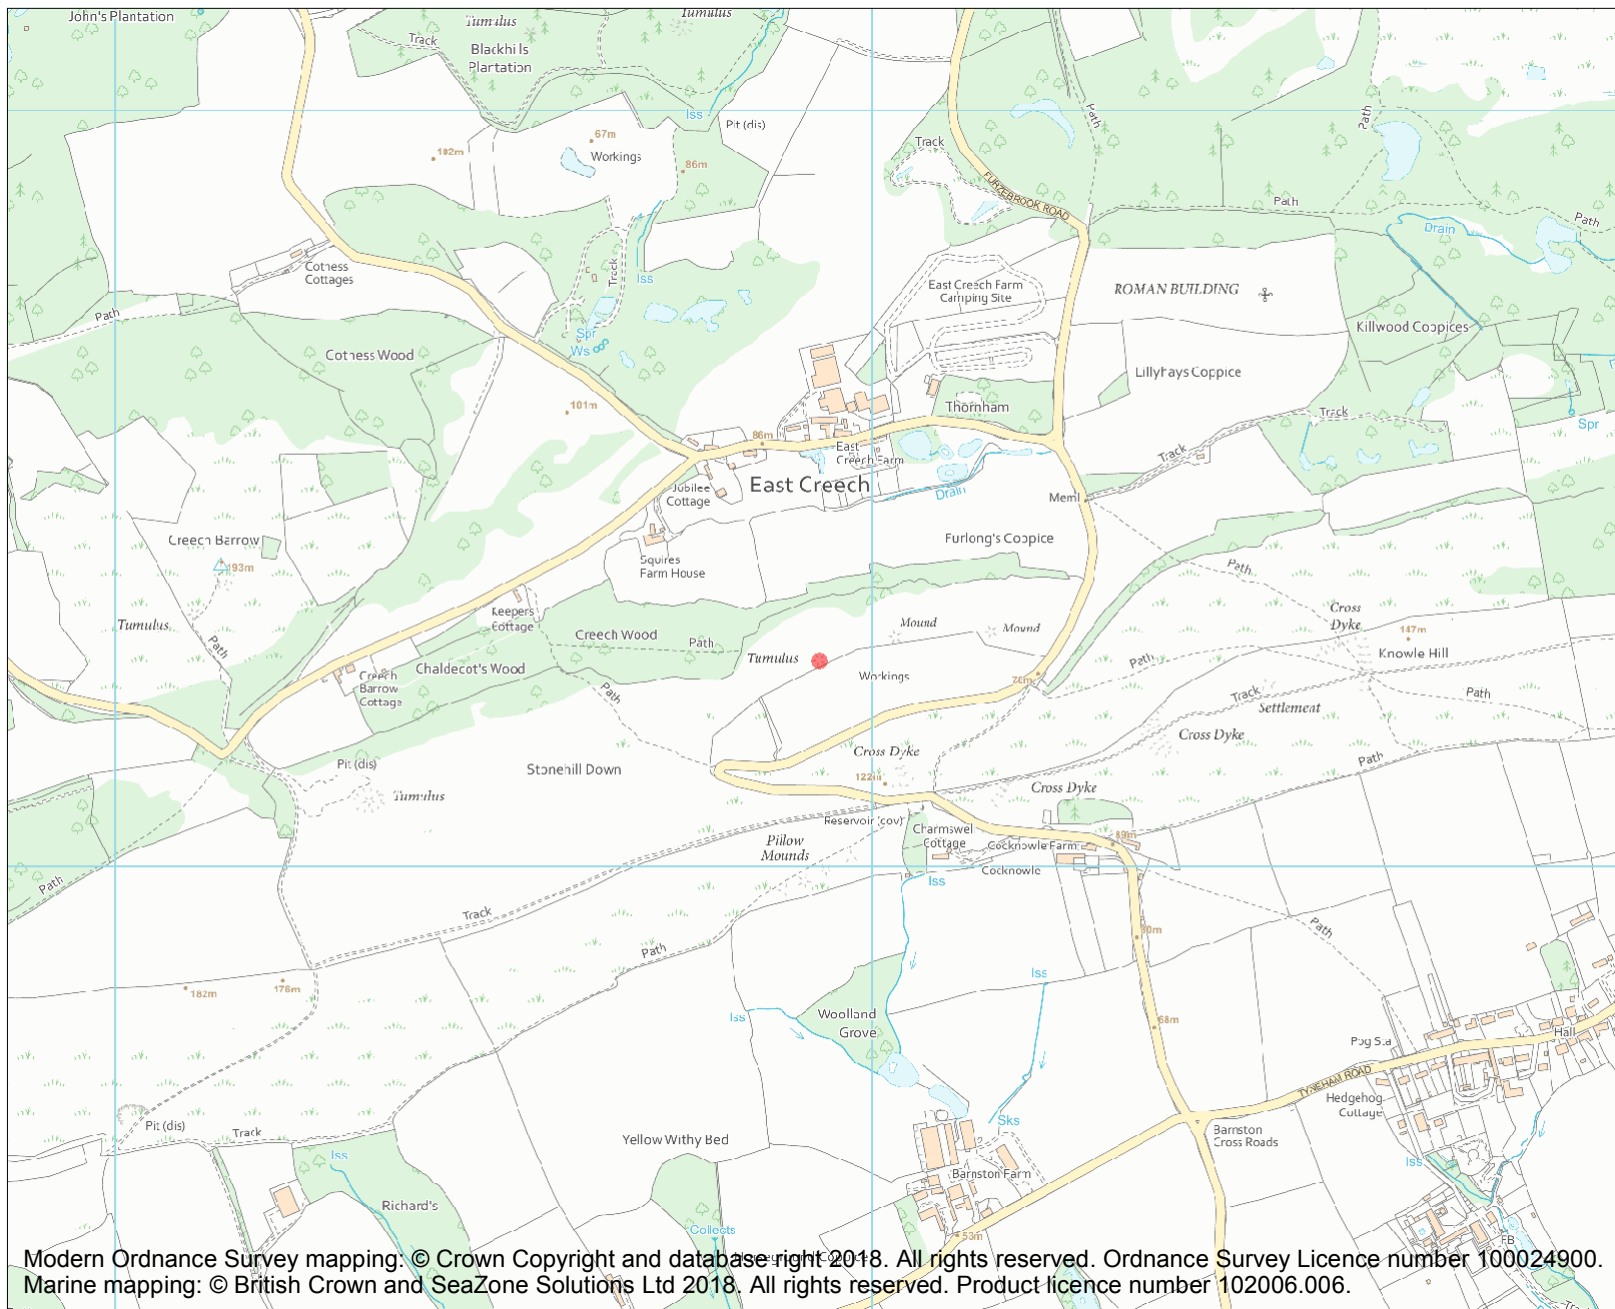 John's Plantation
Tumulus
Tumulus
Track
Blackhills
Plantation
Iss
Pit (dis)
Path
Path
67m
102m
Workings
86m
Track
FURZEBROOK ROAD
Path
Path
Drain
Cotness
Cottages
Track
Iss
East Creech Farm
Camping Site
ROMAN BUILDING
Path
Killwood Coppices
Spr
Ws
Cotness Wood
LillyHays Coppice
101m
Thornham
Track
Spr
86m
East
Creech Farm
Track
East Creech
Jubilee
Cottage
Drain
Meml
Creech Barrow
193m
Squires
Farm House
Furlong's Coppice
Path
Tumulus
Path
Keepers
Cottage
Creech Wood
Path
Mound
Mound
Cross
Dyke
147m
Knowle Hill
Tumulus
Workings
Path
Chaldecot's Wood
Creech
Barrow
Cottage
Path
Track
Path
Settlement
Cross Dyke
Cross Dyke
Path
Pit (dis)
Stonehill Down
122m
Tumulus
Cross Dyke
Reservoir (cov)
Charmswel
Cottage
Pillow
Mounds
Cocknowle Farm
89m
Cocknowle
Iss
Path
Track
Path
Path
80m
182m
176m
Iss
Iss
Woolland
Grove
68m
Hall
Ppg Sta
TYNEHAM ROAD
Hedgehog
Cottage
Pit (dis)
Track
Yellow Withy Bed
Sks
Barnston
Cross Roads
Iss
Iss
Barnston Farm
Richard's
Collects
53m
FB
Modern Ordnance Survey mapping: © Crown Copyright and database right 2018. All rights reserved. Ordnance Survey Licence number 100024900.
Marine mapping: © British Crown and SeaZone Solutions Ltd 2018. All rights reserved. Product licence number 102006.006.